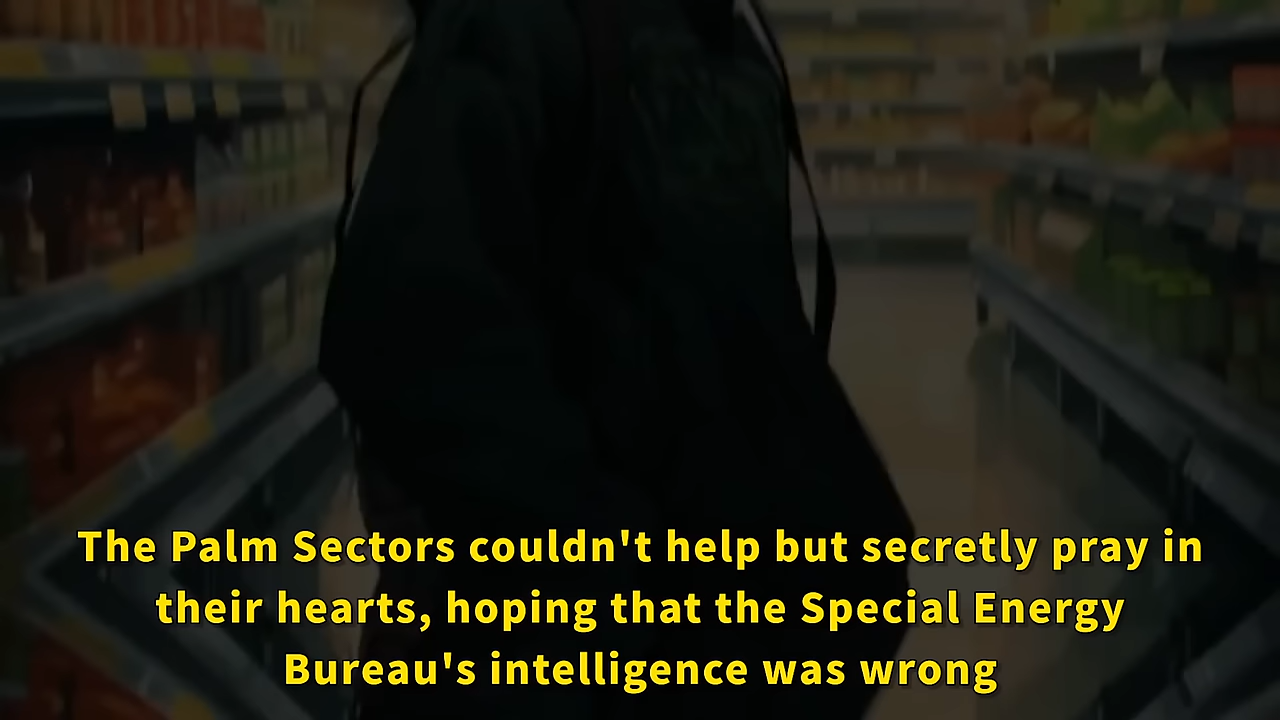 The Palm Sectors couldn't help but secretly pray in
their hearts, hoping that the Special Energy
Bureau's intelligence was wrong